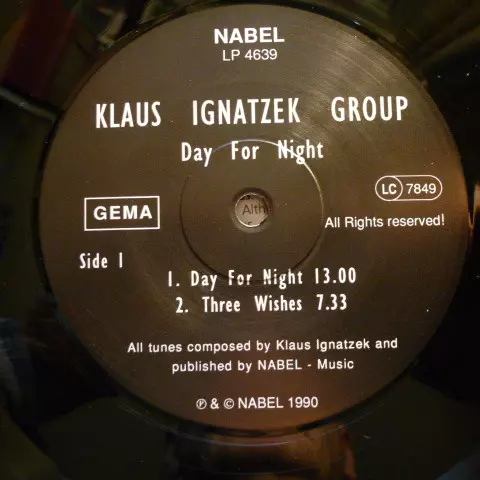 NABEL
LP 4639
KLAUS IGNATZEK GROUP
Day For Night
GEMA
LC 7849
All Rights reserved!
Side 1
1. Day For Night 13.00
2. Three Wishes 7.33
All tunes composed by Klaus Ignatzek and
published by NABEL - Music
℗ & © NABEL 1990